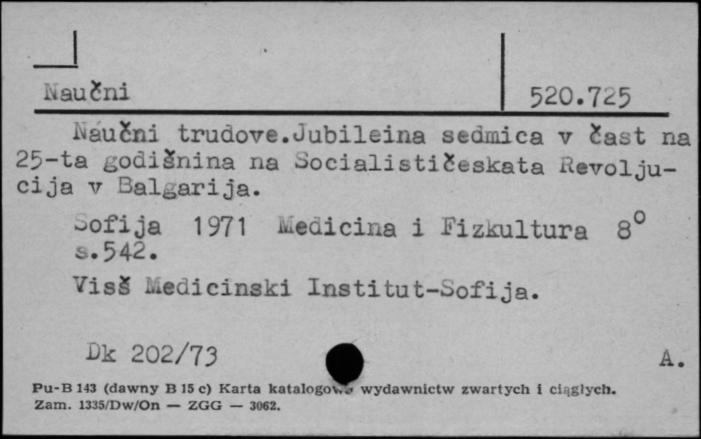 Naučni
520.725
Naučni trudove.Jubileina sedmica v čast na
25-ta godišnina na Socialističeskata Revolju-
cija v Balgarija.
Sofija 1971 Medicina i Fizkultura 8⁰
s.542.
Visš Medicinski Institut-Sofija.
Dk 202/73
A.
Pu-B 143 (dawny B 15 c) Karta katalogowa wydawnictw zwartych i ciągłych.
Zam. 1335/Dw/On — ZGG — 3062.